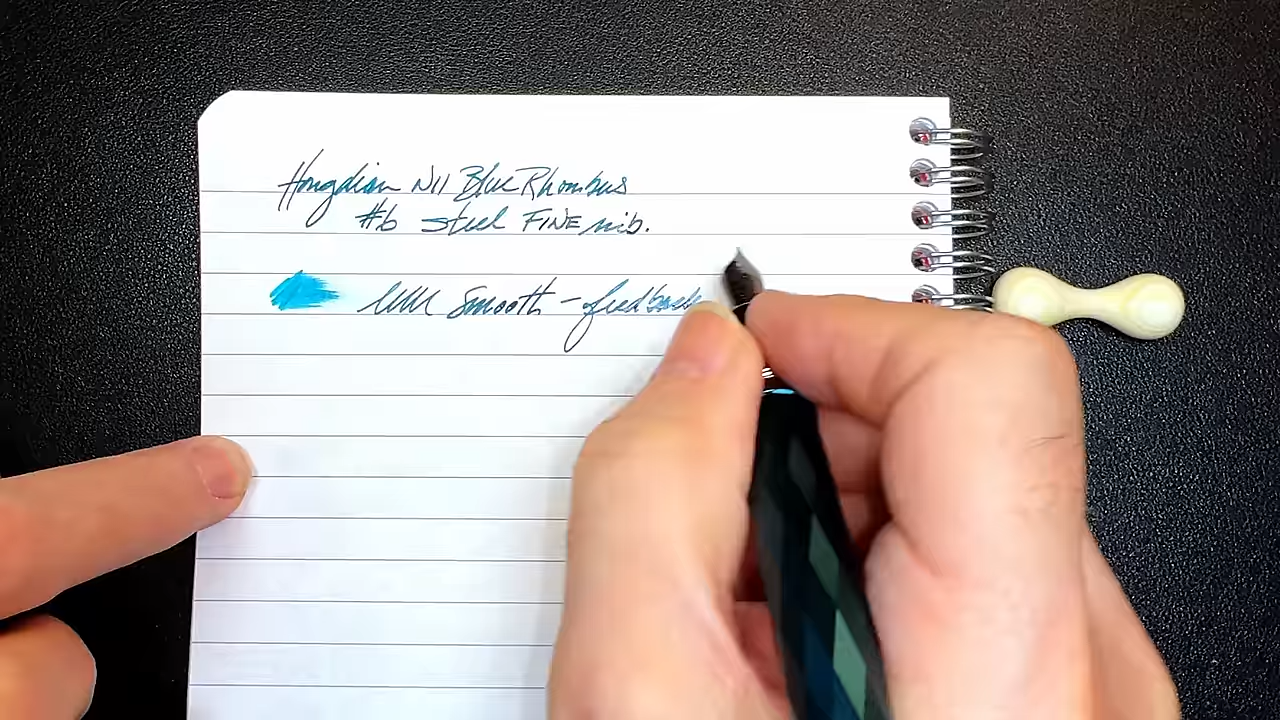 Hongdian N11 Blue Rhombus
#6 steel FINE nib.
Smooth - feedback